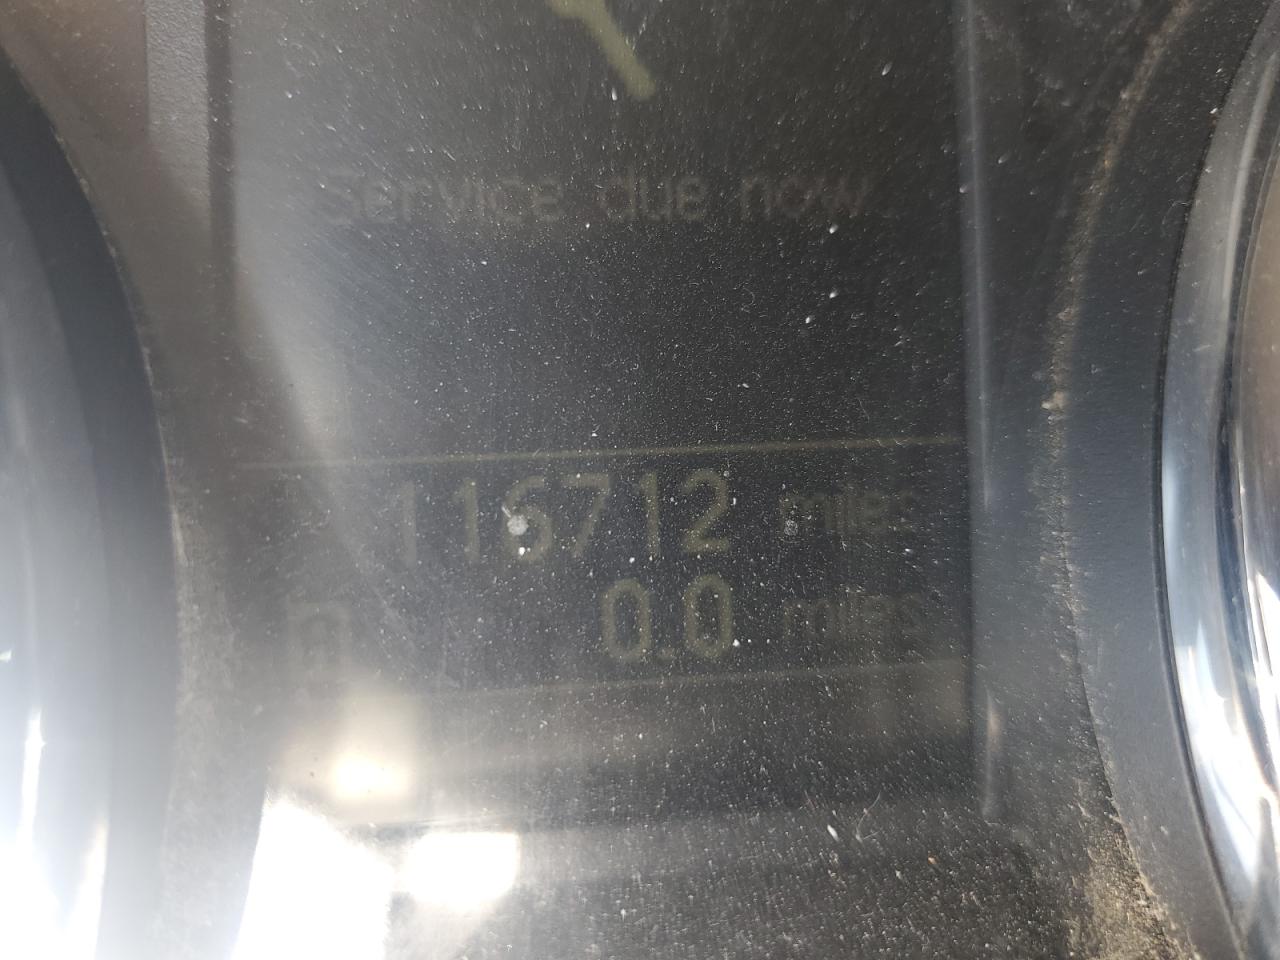 Service due now
116712 miles
0.0 miles